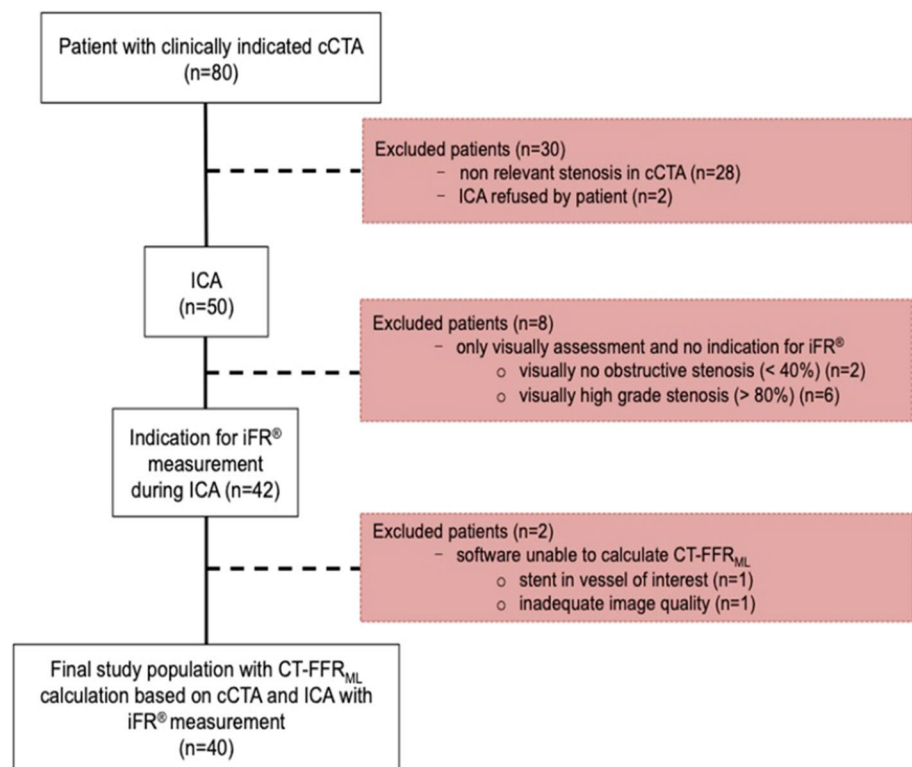 Patient with clinically indicated cCTA
(n=80)
Excluded patients (n=30)
- non relevant stenosis in cCTA (n=28)
- ICA refused by patient (n=2)
ICA
(n=50)
Excluded patients (n=8)
- only visually assessment and no indication for iFR®
o visually no obstructive stenosis (< 40%) (n=2)
o visually high grade stenosis (> 80%) (n=6)
Indication for iFR®
measurement
during ICA (n=42)
Excluded patients (n=2)
- software unable to calculate CT-FFRML
o stent in vessel of interest (n=1)
o inadequate image quality (n=1)
Final study population with CT-FFRML
calculation based on cCTA and ICA with
iFR® measurement
(n=40)